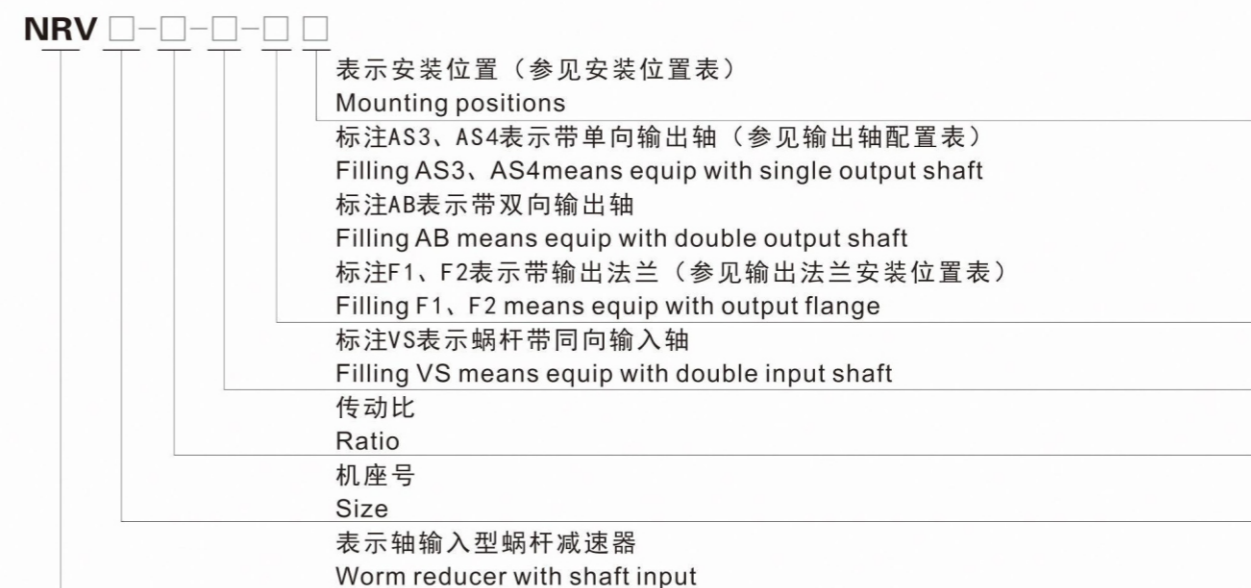 NRV □-□-□-□ □
表示安装位置（参见安装位置表）
Mounting positions
标注AS3、AS4表示带单向输出轴（参见输出轴配置表）
Filling AS3、AS4means equip with single output shaft
标注AB表示带双向输出轴
Filling AB means equip with double output shaft
标注F1、F2表示带输出法兰（参见输出法兰安装位置表）
Filling F1、F2 means equip with output flange
标注VS表示蜗杆带同向输入轴
Filling VS means equip with double input shaft
传动比
Ratio
机座号
Size
表示轴输入型蜗杆减速器
Worm reducer with shaft input